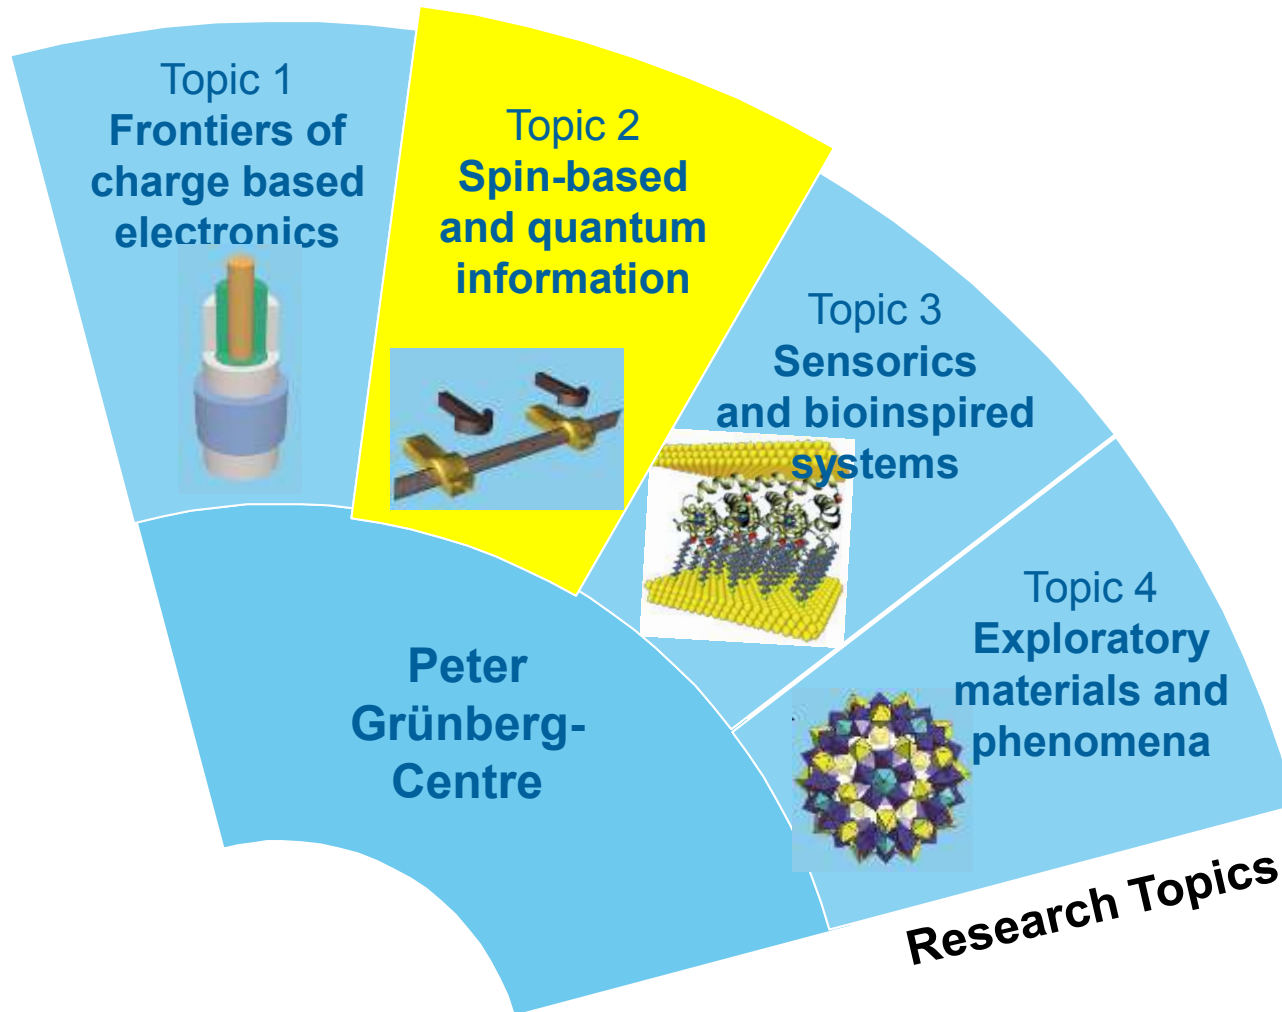 Topic 1
Frontiers of
charge based
electronics
Topic 2
Spin-based
and quantum
information
Topic 3
Sensorics
and bioinspired
systems
Topic 4
Exploratory
materials and
phenomena
Peter
Grünberg-
Centre
Research Topics